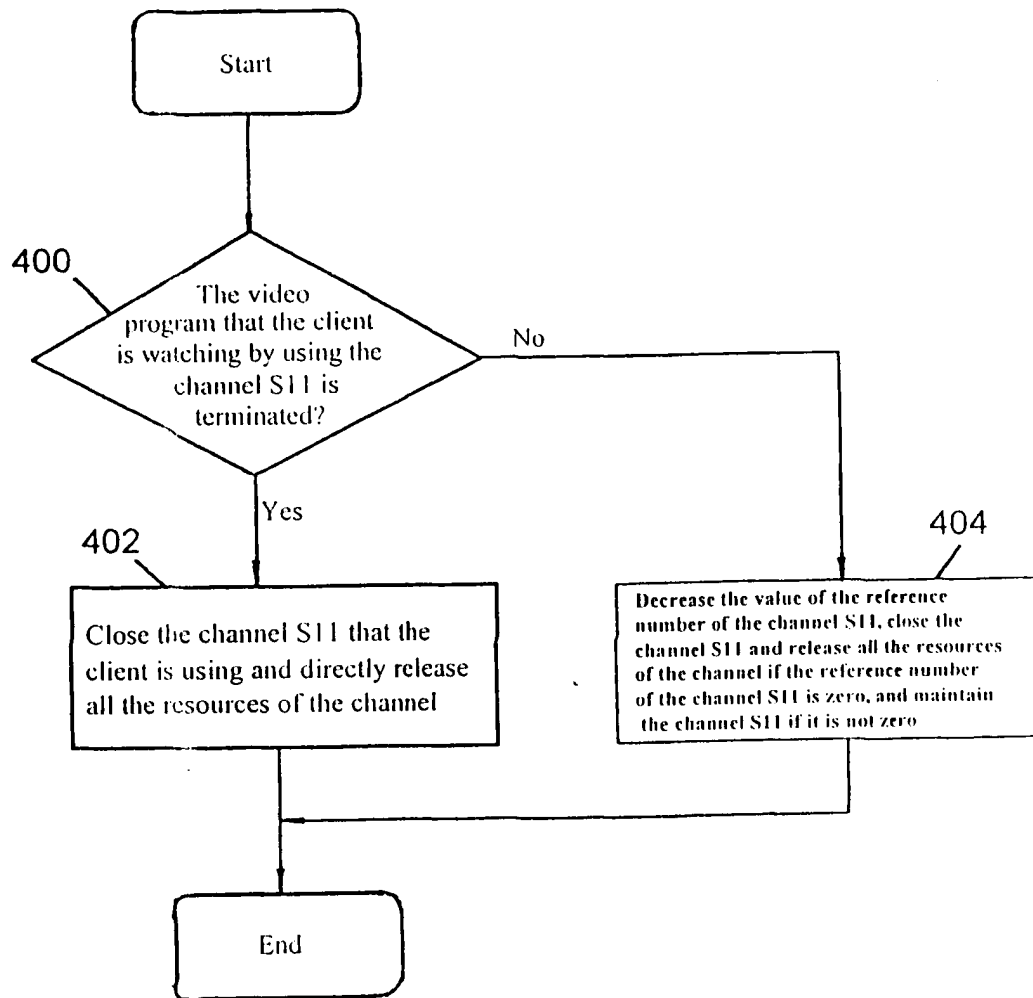 Start
400
The video
program that the client
is watching by using the
channel S11 is
terminated?
No
Yes
402
404
Close the channel S11 that the
client is using and directly release
all the resources of the channel
Decrease the value of the reference
number of the channel S11, close the
channel S11 and release all the resources
of the channel if the reference number
of the channel S11 is zero, and maintain
the channel S11 if it is not zero
End